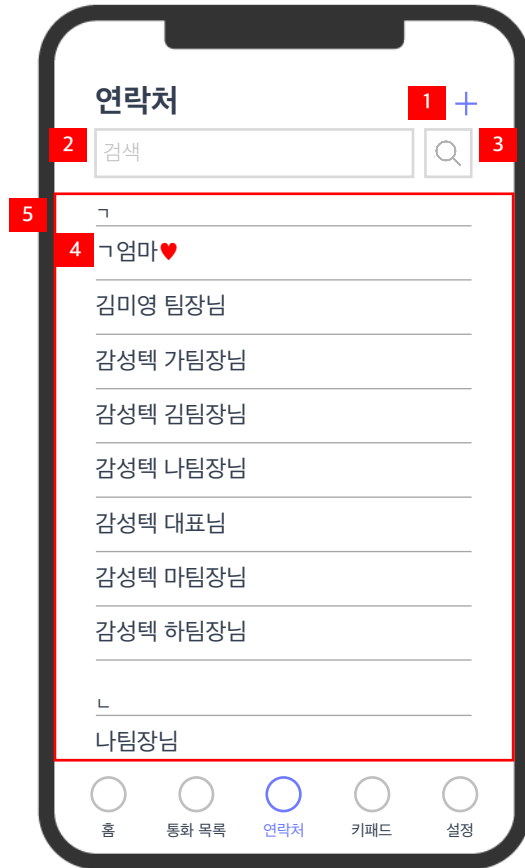 연락처
1
2
검색
3
5
ㄱ
4
ㄱ엄마♥
김미영 팀장님
감성텍 가팀장님
감성텍 김팀장님
감성텍 나팀장님
감성텍 대표님
감성텍 마팀장님
감성텍 하팀장님
ㄴ
나팀장님
홈
통화 목록
연락처
키패드
설정